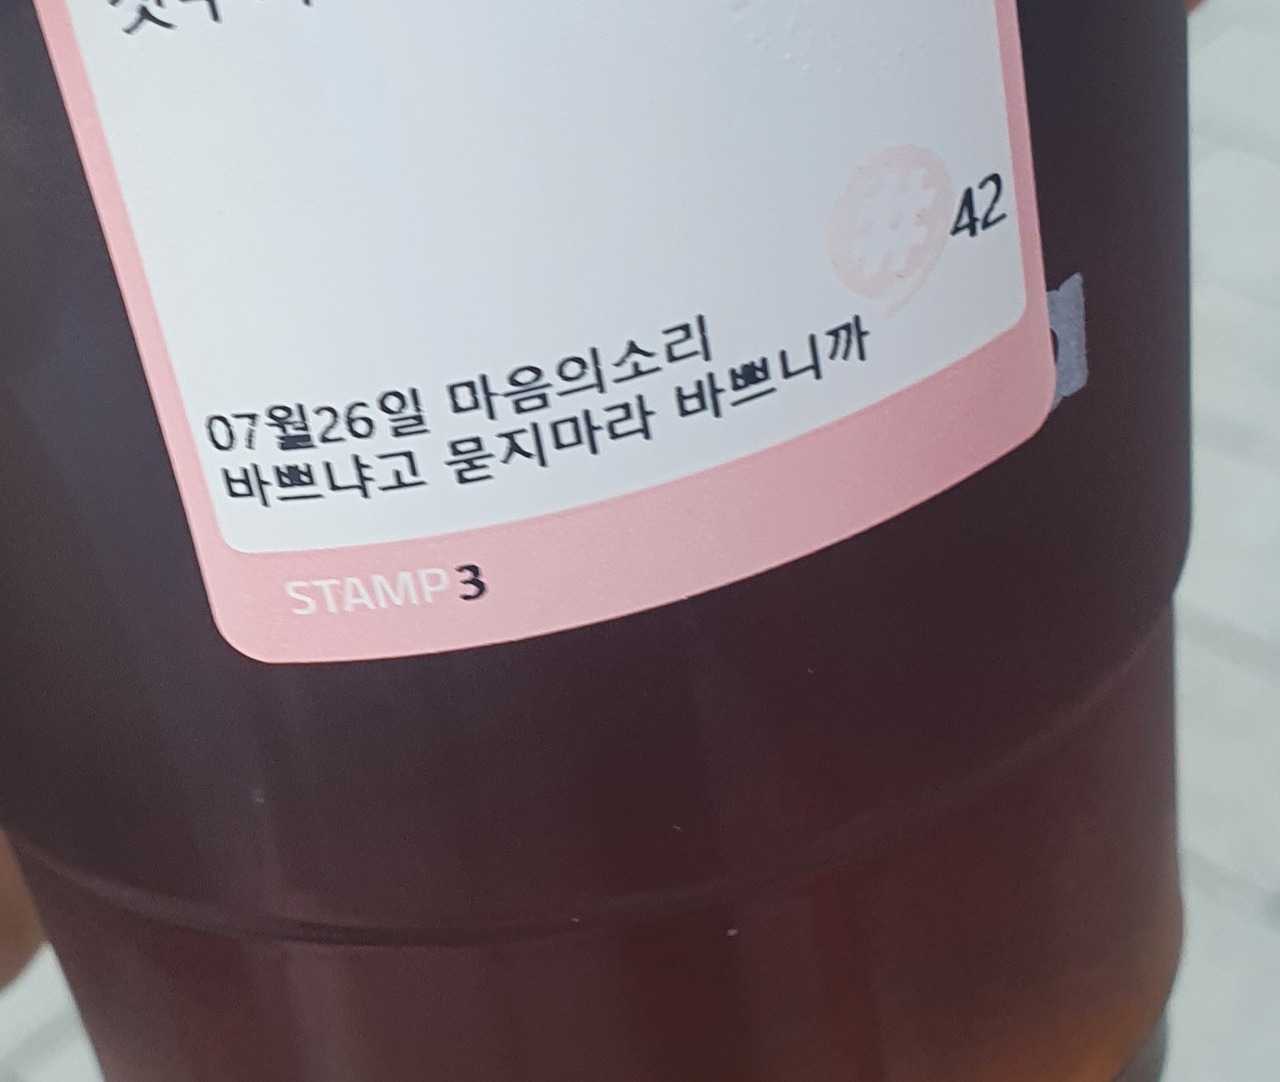 42
07월26일 마음의소리
바쁘냐고 묻지마라 바쁘니까
STAMP 3